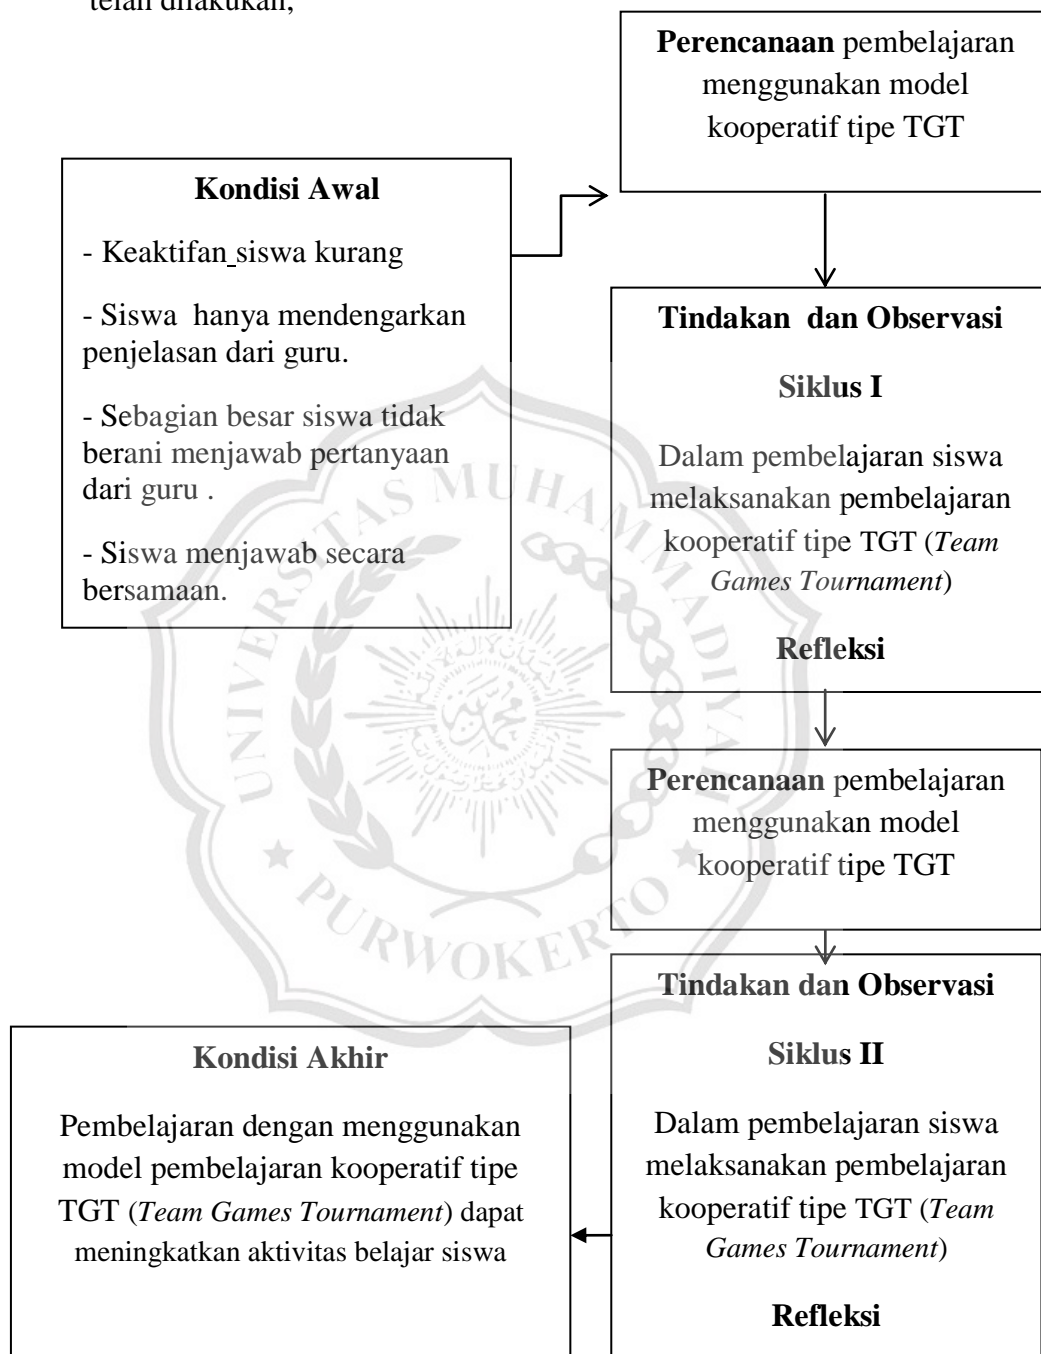 telah dilakukan,
Perencanaan pembelajaran
menggunakan model
kooperatif tipe TGT
Kondisi Awal
- Keaktifan siswa kurang
- Siswa hanya mendengarkan
penjelasan dari guru.
- Sebagian besar siswa tidak
berani menjawab pertanyaan
dari guru .
- Siswa menjawab secara
bersamaan.
Tindakan dan Observasi
Siklus I
Dalam pembelajaran siswa
melaksanakan pembelajaran
kooperatif tipe TGT (Team
Games Tournament)
Refleksi
Perencanaan pembelajaran
menggunakan model
kooperatif tipe TGT
Tindakan dan Observasi
Siklus II
Dalam pembelajaran siswa
melaksanakan pembelajaran
kooperatif tipe TGT (Team
Games Tournament)
Refleksi
Kondisi Akhir
Pembelajaran dengan menggunakan
model pembelajaran kooperatif tipe
TGT (Team Games Tournament) dapat
meningkatkan aktivitas belajar siswa
UNIVERSITAS MUHAMMADIYAH
PURWOKERTO